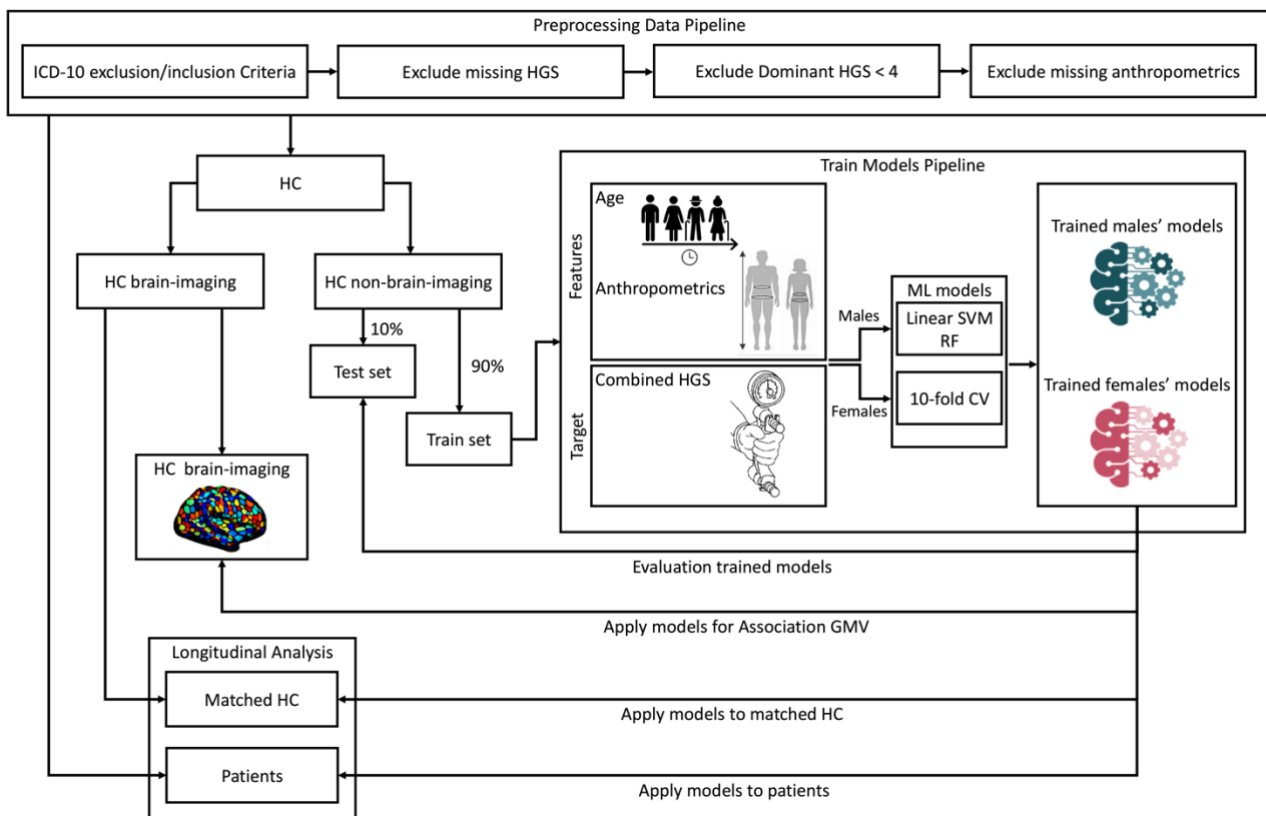 Preprocessing Data Pipeline
ICD-10 exclusion/inclusion Criteria
Exclude missing HGS
Exclude Dominant HGS < 4
Exclude missing anthropometrics
HC
HC brain-imaging
HC non-brain-imaging
10%
90%
Test set
Train set
HC brain-imaging
Train Models Pipeline
Features
Age
Anthropometrics
Target
Combined HGS
Males
Females
ML models
Linear SVM
RF
10-fold CV
Trained males’ models
Trained females’ models
Evaluation trained models
Apply models for Association GMV
Longitudinal Analysis
Matched HC
Apply models to matched HC
Patients
Apply models to patients